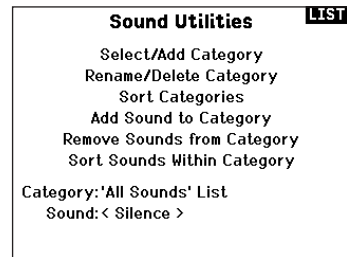 Sound Utilities
LIST
Select/Add Category
Rename/Delete Category
Sort Categories
Add Sound to Category
Remove Sounds from Category
Sort Sounds Within Category
Category:'All Sounds' List
Sound:< Silence >